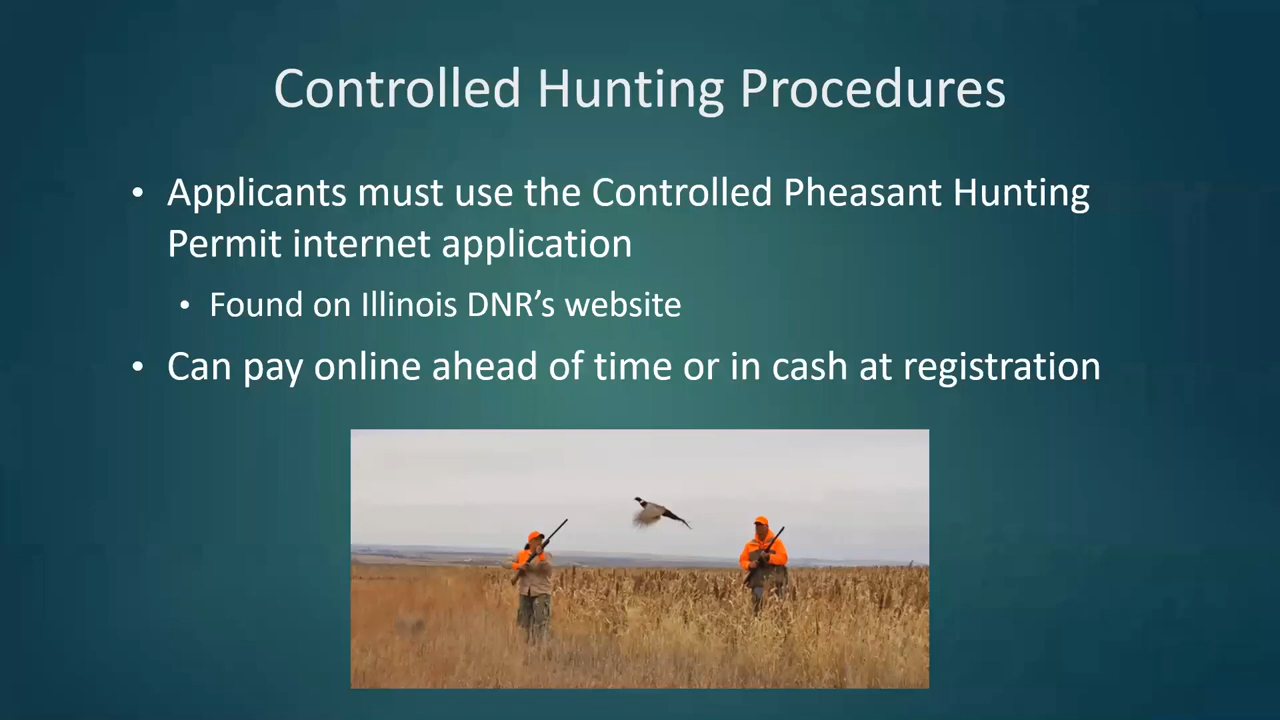 Controlled Hunting Procedures
• Applicants must use the Controlled Pheasant Hunting
Permit internet application
• Found on Illinois DNR’s website
• Can pay online ahead of time or in cash at registration